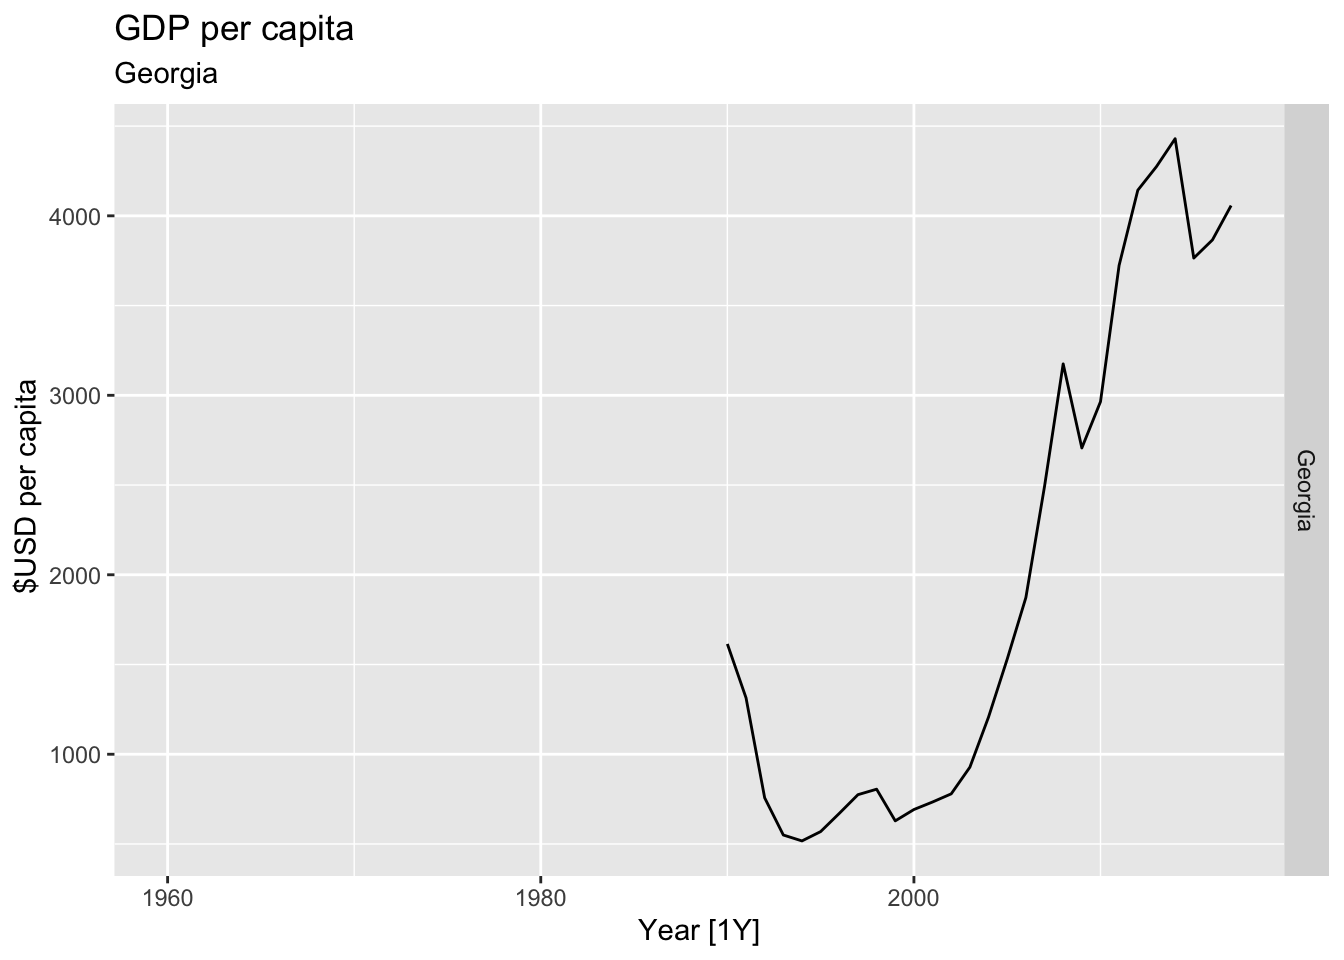 GDP per capita
Georgia
4000
3000
2000
1000
$USD per capita
Georgia
1960
1980
2000
Year [1Y]